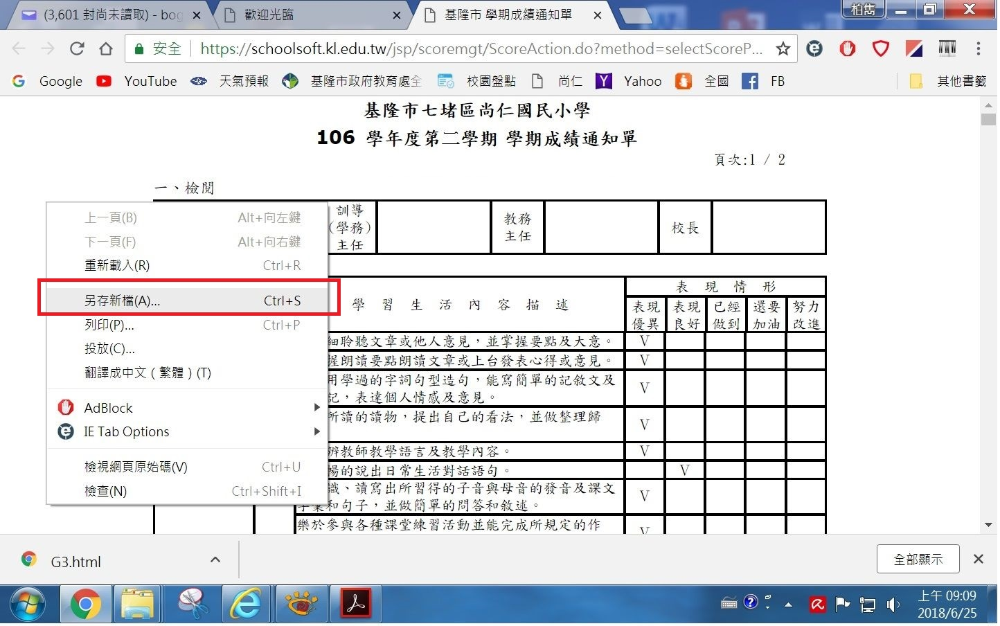 (3,601 封尚未讀取) - bog
歡迎光臨
基隆市 學期成績通知單
柏雋
安全
https://schoolsoft.kl.edu.tw/jsp/scoremgt/ScoreAction.do?method=selectScoreP...
Google
YouTube
天氣預報
基隆市政府教育處全
校園盤點
尚仁
Yahoo
全國
FB
其他書籤
基隆市七堵區尚仁國民小學
106 學年度第二學期 學期成績通知單
頁次:1 / 2
一、檢閱
訓導
(學務)
主任
教務
主任
校長
上一頁(B) Alt+向左鍵
下一頁(F) Alt+向右鍵
重新載入(R) Ctrl+R
另存新檔(A)... Ctrl+S
列印(P)... Ctrl+P
投放(C)...
翻譯成中文 ( 繁體 ) (T)
AdBlock
IE Tab Options
檢視網頁原始碼(V) Ctrl+U
檢查(N) Ctrl+Shift+I
學 習 生 活 內 容 描 述
表 現 情 形
表現
優異
表現
良好
已經
做到
還要
加油
努力
改進
細聆聽文章或他人意見，並掌握要點及大意。 V
握朗讀要點朗讀文章或上台發表心得或意見。 V
用學過的字詞句型造句，能寫簡單的記敘文及
記，表達個人情感及意見。 V
所讀的讀物，提出自己的看法，並做整理歸
V
辨教師教學語言及教學內容。 V
暢的說出日常生活對話語句。 V
識、讀寫出所習得的子音與母音的發音及課文
字彙和句子，並做簡單的問答和敘述。 V
樂於參與各種課堂練習活動並能完成所規定的作
V
G3.html
全部顯示
上午 09:09
2018/6/25